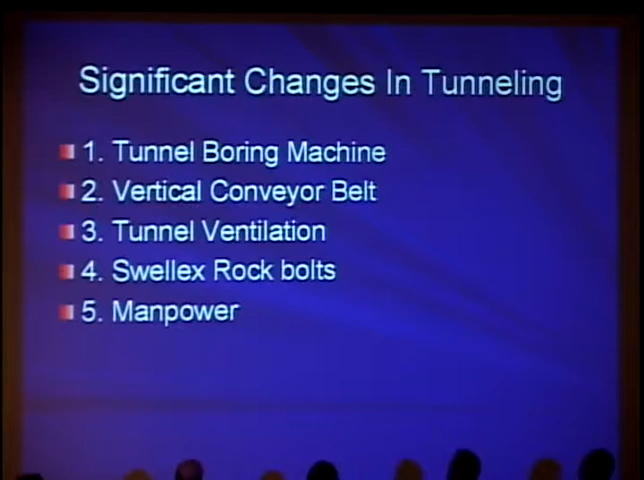 Significant Changes In Tunneling
1. Tunnel Boring Machine
2. Vertical Conveyor Belt
3. Tunnel Ventilation
4. Swellex Rock bolts
5. Manpower